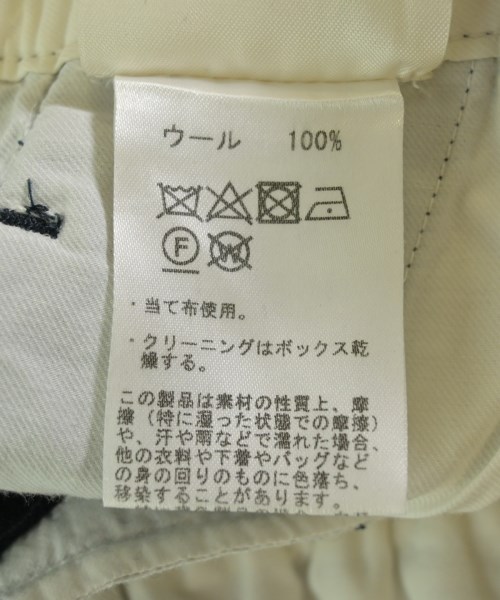 ウール 100%
F W
・当て布使用。
・クリーニングはボックス乾
燥する。
この製品は素材の性質上、摩
擦（特に湿った状態での摩擦）
や、汗や雨などで濡れた場合、
他の衣料や下着やバッグなど
の身の回りのものに色落ち、
移染することがあります。